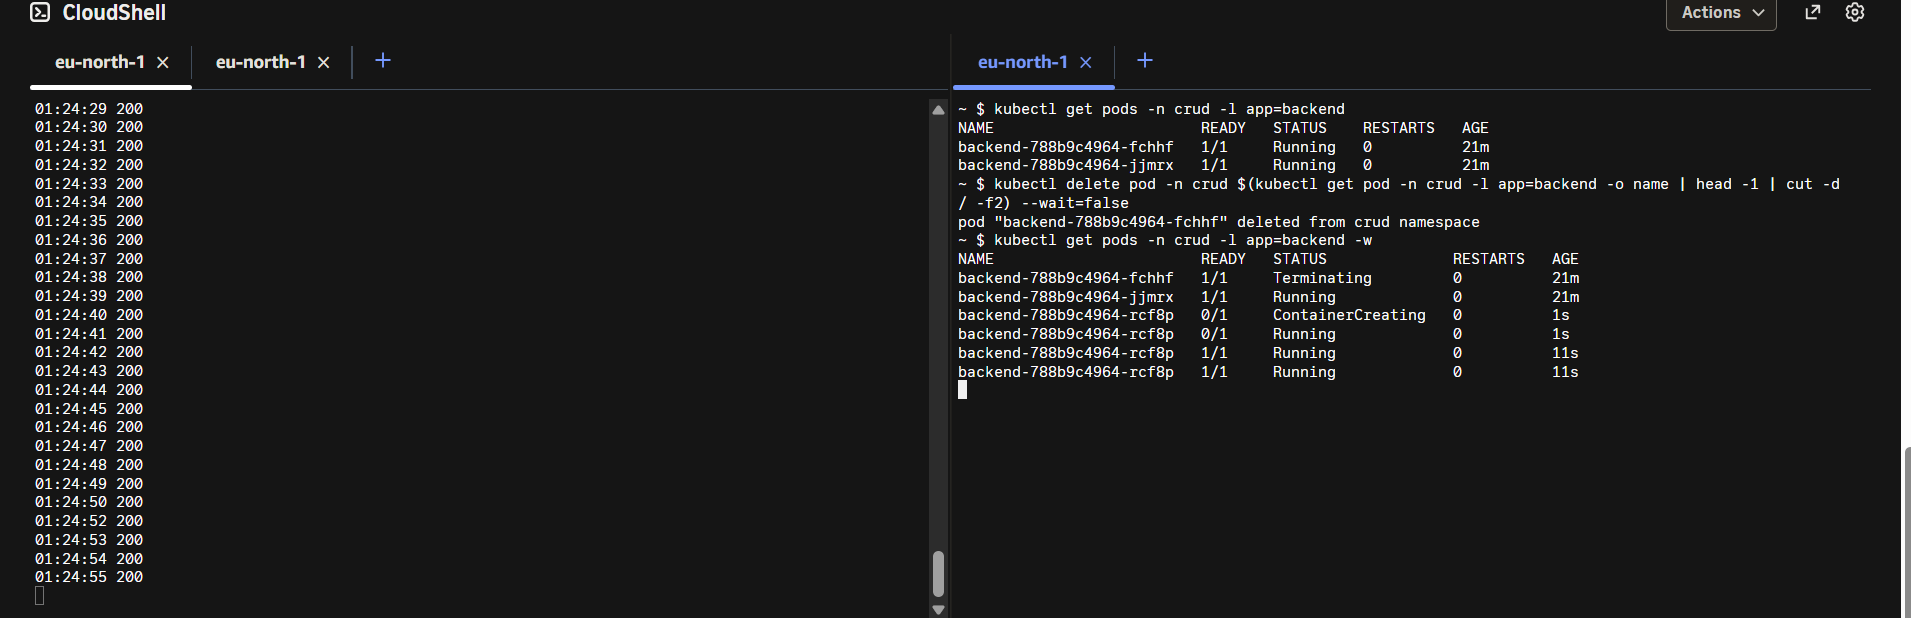 CloudShell
Actions
eu-north-1
eu-north-1
+
01:24:29 200
01:24:30 200
01:24:31 200
01:24:32 200
01:24:33 200
01:24:34 200
01:24:35 200
01:24:36 200
01:24:37 200
01:24:38 200
01:24:39 200
01:24:40 200
01:24:41 200
01:24:42 200
01:24:43 200
01:24:44 200
01:24:45 200
01:24:46 200
01:24:47 200
01:24:48 200
01:24:49 200
01:24:50 200
01:24:52 200
01:24:53 200
01:24:54 200
01:24:55 200
eu-north-1
+
~ $ kubectl get pods -n crud -l app=backend
NAME READY STATUS RESTARTS AGE
backend-788b9c4964-fchhf 1/1 Running 0 21m
backend-788b9c4964-jjmrx 1/1 Running 0 21m
~ $ kubectl delete pod -n crud $(kubectl get pod -n crud -l app=backend -o name | head -1 | cut -d
/ -f2) --wait=false
pod "backend-788b9c4964-fchhf" deleted from crud namespace
~ $ kubectl get pods -n crud -l app=backend -w
NAME READY STATUS RESTARTS AGE
backend-788b9c4964-fchhf 1/1 Terminating 0 21m
backend-788b9c4964-jjmrx 1/1 Running 0 21m
backend-788b9c4964-rcf8p 0/1 ContainerCreating 0 1s
backend-788b9c4964-rcf8p 0/1 Running 0 1s
backend-788b9c4964-rcf8p 1/1 Running 0 11s
backend-788b9c4964-rcf8p 1/1 Running 0 11s